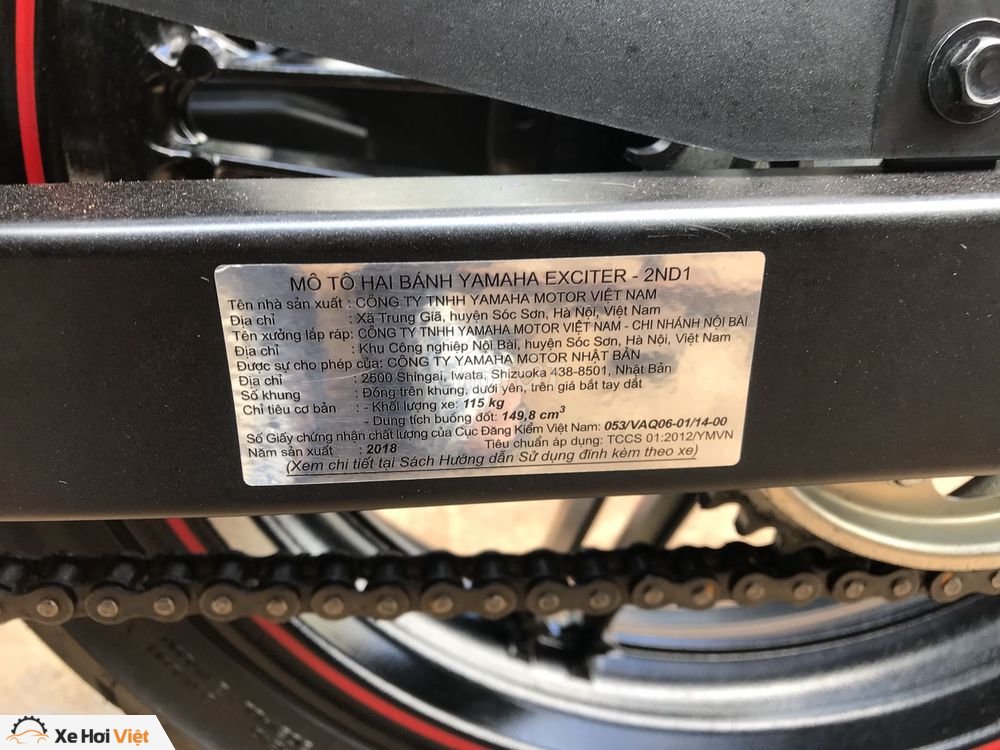 MÔ TÔ HAI BÁNH YAMAHA EXCITER - 2ND1
Tên nhà sản xuất : CÔNG TY TNHH YAMAHA MOTOR VIỆT NAM
Địa chỉ : Xã Trung Giã, huyện Sóc Sơn, Hà Nội, Việt Nam
Tên xưởng lắp ráp: CÔNG TY TNHH YAMAHA MOTOR VIỆT NAM - CHI NHÁNH NỘI BÀI
Địa chỉ : Khu Công nghiệp Nội Bài, huyện Sóc Sơn, Hà Nội, Việt Nam
Được sự cho phép của: CÔNG TY YAMAHA MOTOR NHẬT BẢN
Địa chỉ : 2500 Shingai, Iwata, Shizuoka 438-8501, Nhật Bản
Số khung : Đóng trên khung, dưới yên, trên giá bắt tay dắt
Chỉ tiêu cơ bản : - Khối lượng xe: 115 kg
- Dung tích buồng đốt: 149,8 cm³
Số Giấy chứng nhận chất lượng của Cục Đăng Kiểm Việt Nam: 053/VAQ06-01/14-00
Năm sản xuất : 2018 Tiêu chuẩn áp dụng: TCCS 01:2012/YMVN
(Xem chi tiết tại Sách Hướng dẫn Sử dụng đính kèm theo xe)
Xe Hơi Việt